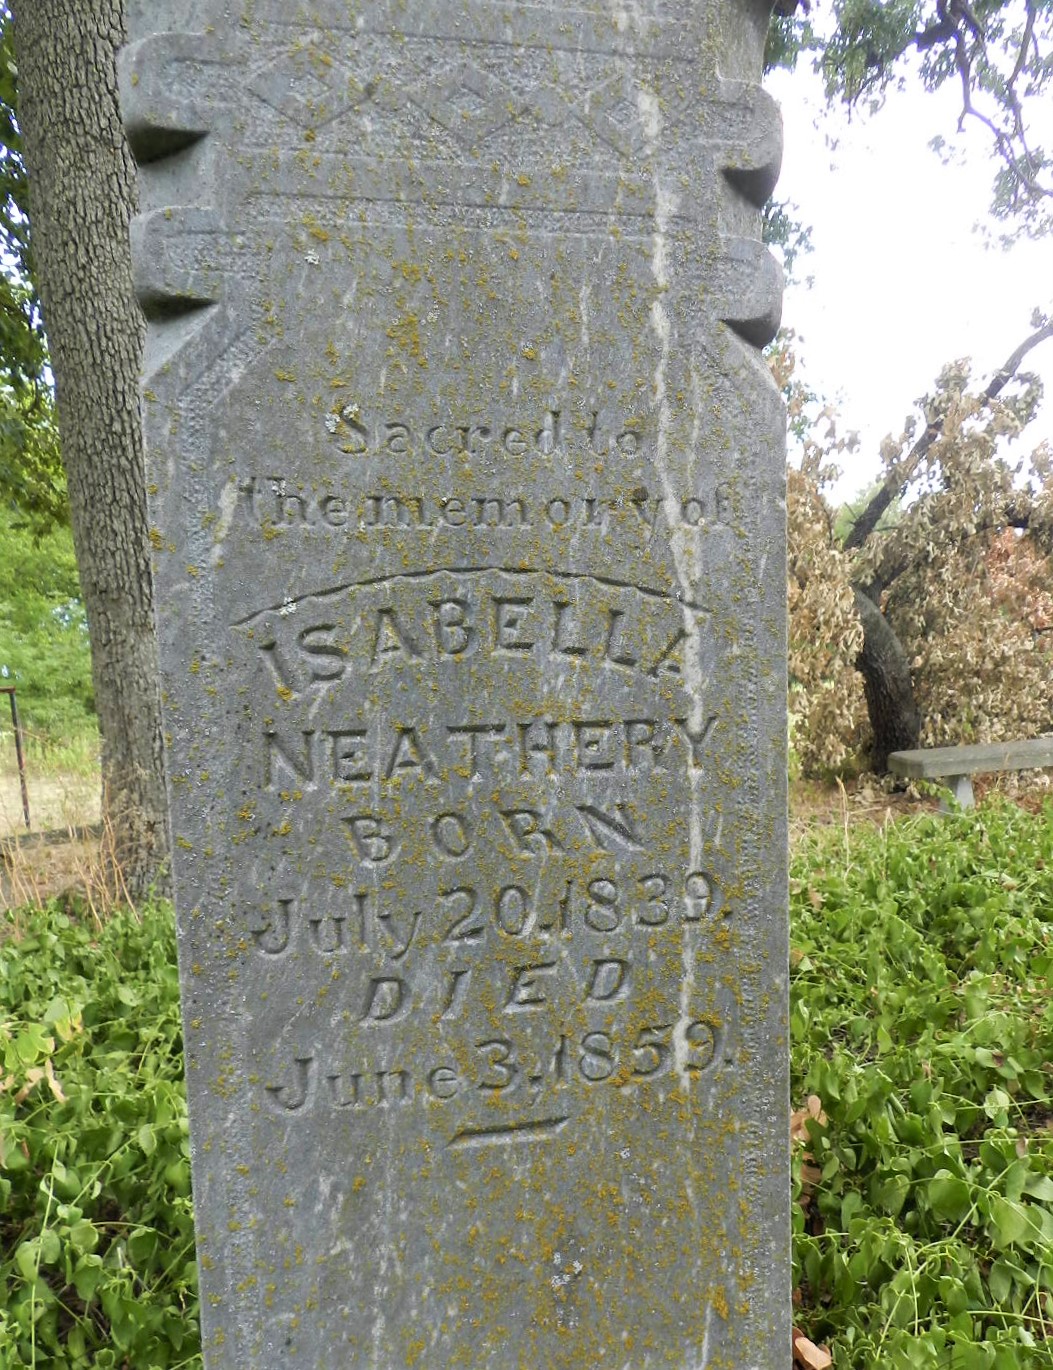 Sacred to
the memory of
ISABELLA
NEATHERY
BORN
July 20. 1839.
DIED
June 3. 1859.